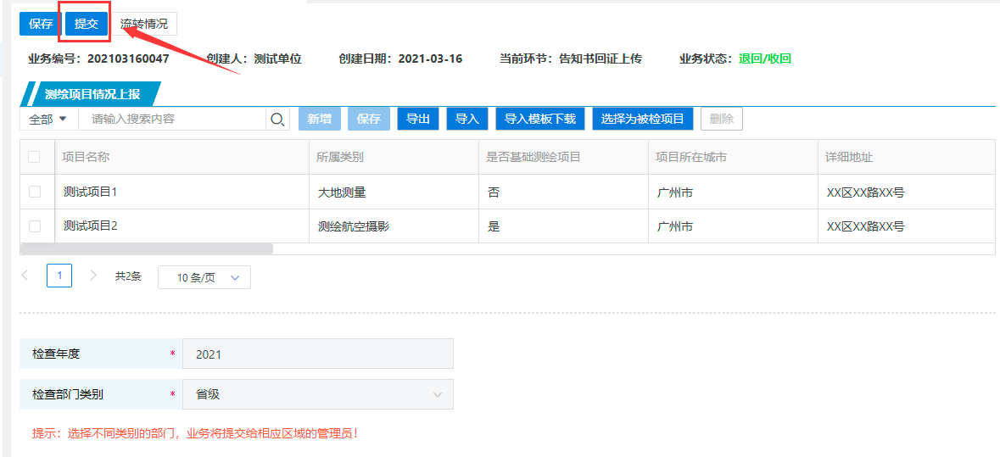 保存 提交 流转情况
业务编号：202103160047 创建人：测试单位 创建日期：2021-03-16 当前环节：告知书回证上传 业务状态：退回/收回
测绘项目情况上报
全部 请输入搜索内容 新增 保存 导出 导入 导入模板下载 选择为被检项目 删除
项目名称 所属类别 是否基础测绘项目 项目所在城市 详细地址
测试项目1 大地测量 否 广州市 XX区XX路XX号
测试项目2 测绘航空摄影 是 广州市 XX区XX路XX号
1 共2条 10 条/页
检查年度 * 2021
检查部门类别 * 省级
提示：选择不同类别的部门，业务将提交给相应区域的管理员！